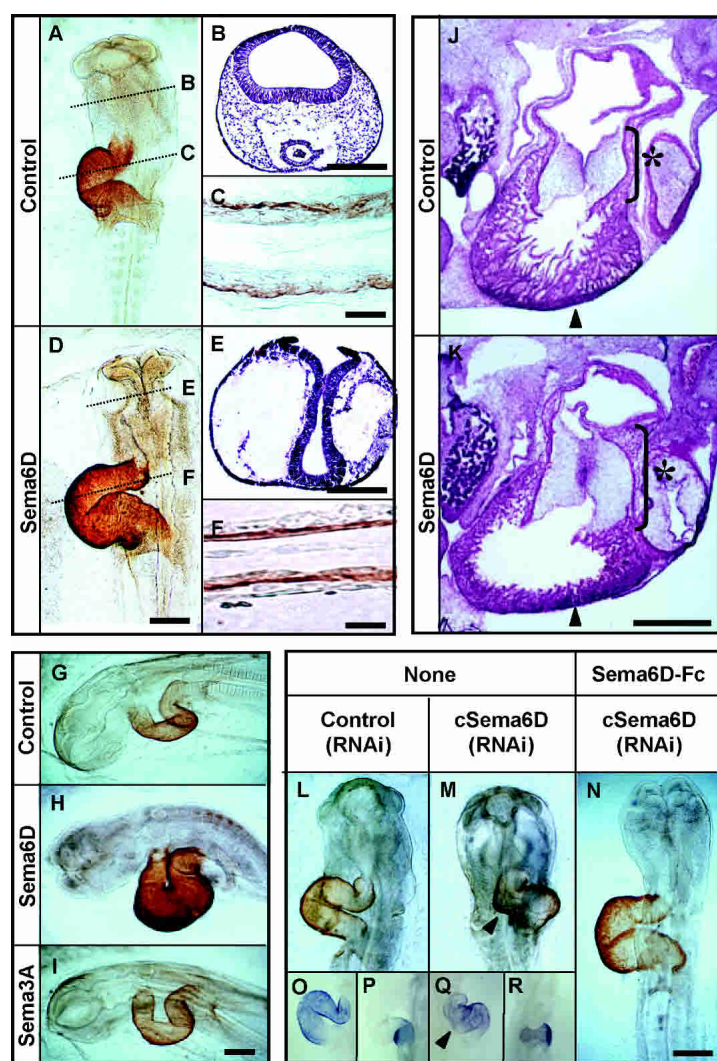 A
B
B
C
C
Control
D
E
E
F
F
Sema6D
J
*
Control
K
*
Sema6D
G
Control
H
Sema6D
I
Sema3A
None
Sema6D-Fc
Control
(RNAi)
cSema6D
(RNAi)
cSema6D
(RNAi)
L
M
N
O
P
Q
R